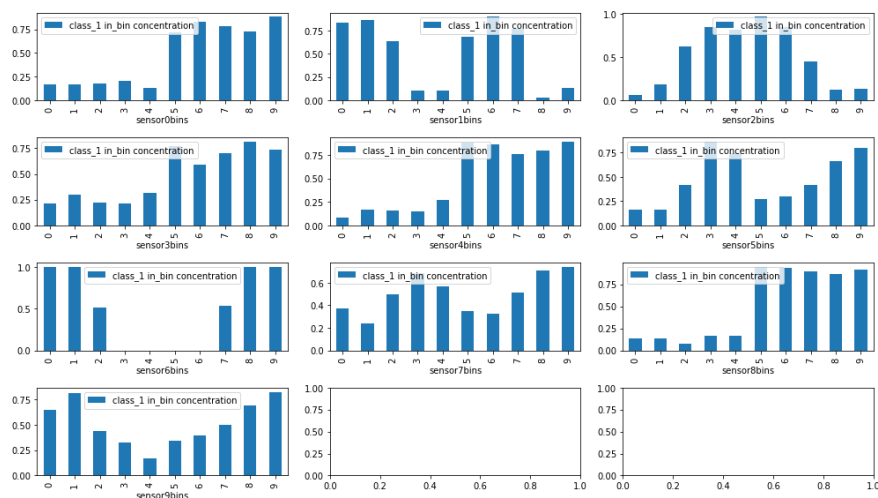 class_1 in_bin concentration
0.75
0.50
0.25
0.00
0 1 2 3 4 5 6 7 8 9
sensor0bins
class_1 in_bin concentration
0.75
0.50
0.25
0.00
0 1 2 3 4 5 6 7 8 9
sensor1bins
class_1 in_bin concentration
1.0
0.5
0.0
0 1 2 3 4 5 6 7 8 9
sensor2bins
class_1 in_bin concentration
0.75
0.50
0.25
0.00
0 1 2 3 4 5 6 7 8 9
sensor3bins
class_1 in_bin concentration
0.75
0.50
0.25
0.00
0 1 2 3 4 5 6 7 8 9
sensor4bins
class_1 in_bin concentration
0.75
0.50
0.25
0.00
0 1 2 3 4 5 6 7 8 9
sensor5bins
class_1 in_bin concentration
1.0
0.5
0.0
0 1 2 3 4 5 6 7 8 9
sensor6bins
class_1 in_bin concentration
0.6
0.4
0.2
0.0
0 1 2 3 4 5 6 7 8 9
sensor7bins
class_1 in_bin concentration
0.75
0.50
0.25
0.00
0 1 2 3 4 5 6 7 8 9
sensor8bins
class_1 in_bin concentration
0.75
0.50
0.25
0.00
0 1 2 3 4 5 6 7 8 9
sensor9bins
1.00
0.75
0.50
0.25
0.00
0.0 0.2 0.4 0.6 0.8 1.0
1.00
0.75
0.50
0.25
0.00
0.0 0.2 0.4 0.6 0.8 1.0